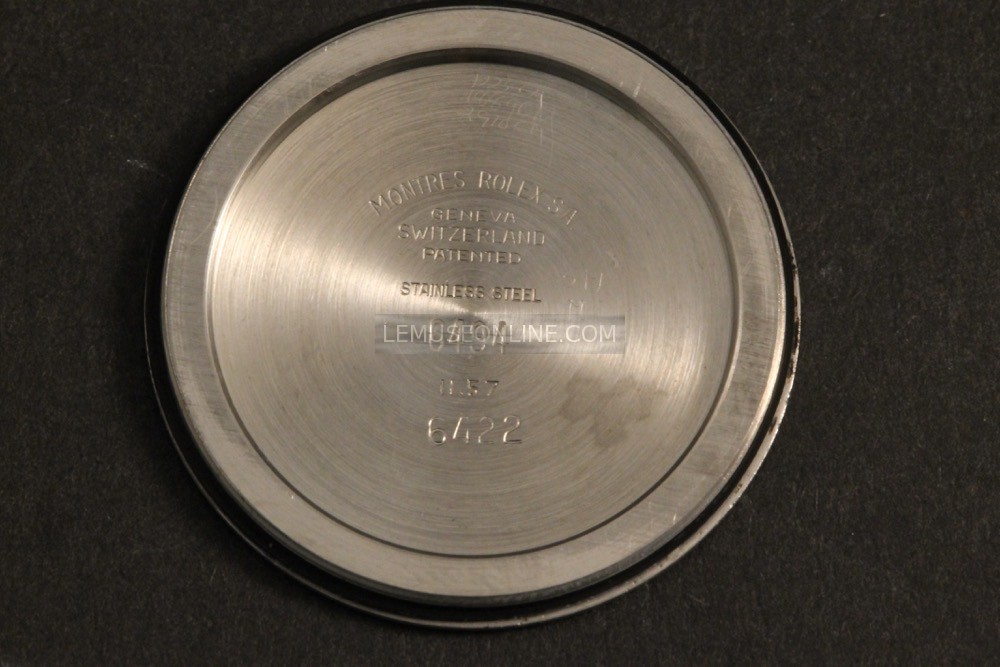 MONTRES ROLEX.S.A
GENEVA
SWITZERLAND
PATENTED
STAINLESS STEEL
LEMUSEONLINE.COM
II.57
6422